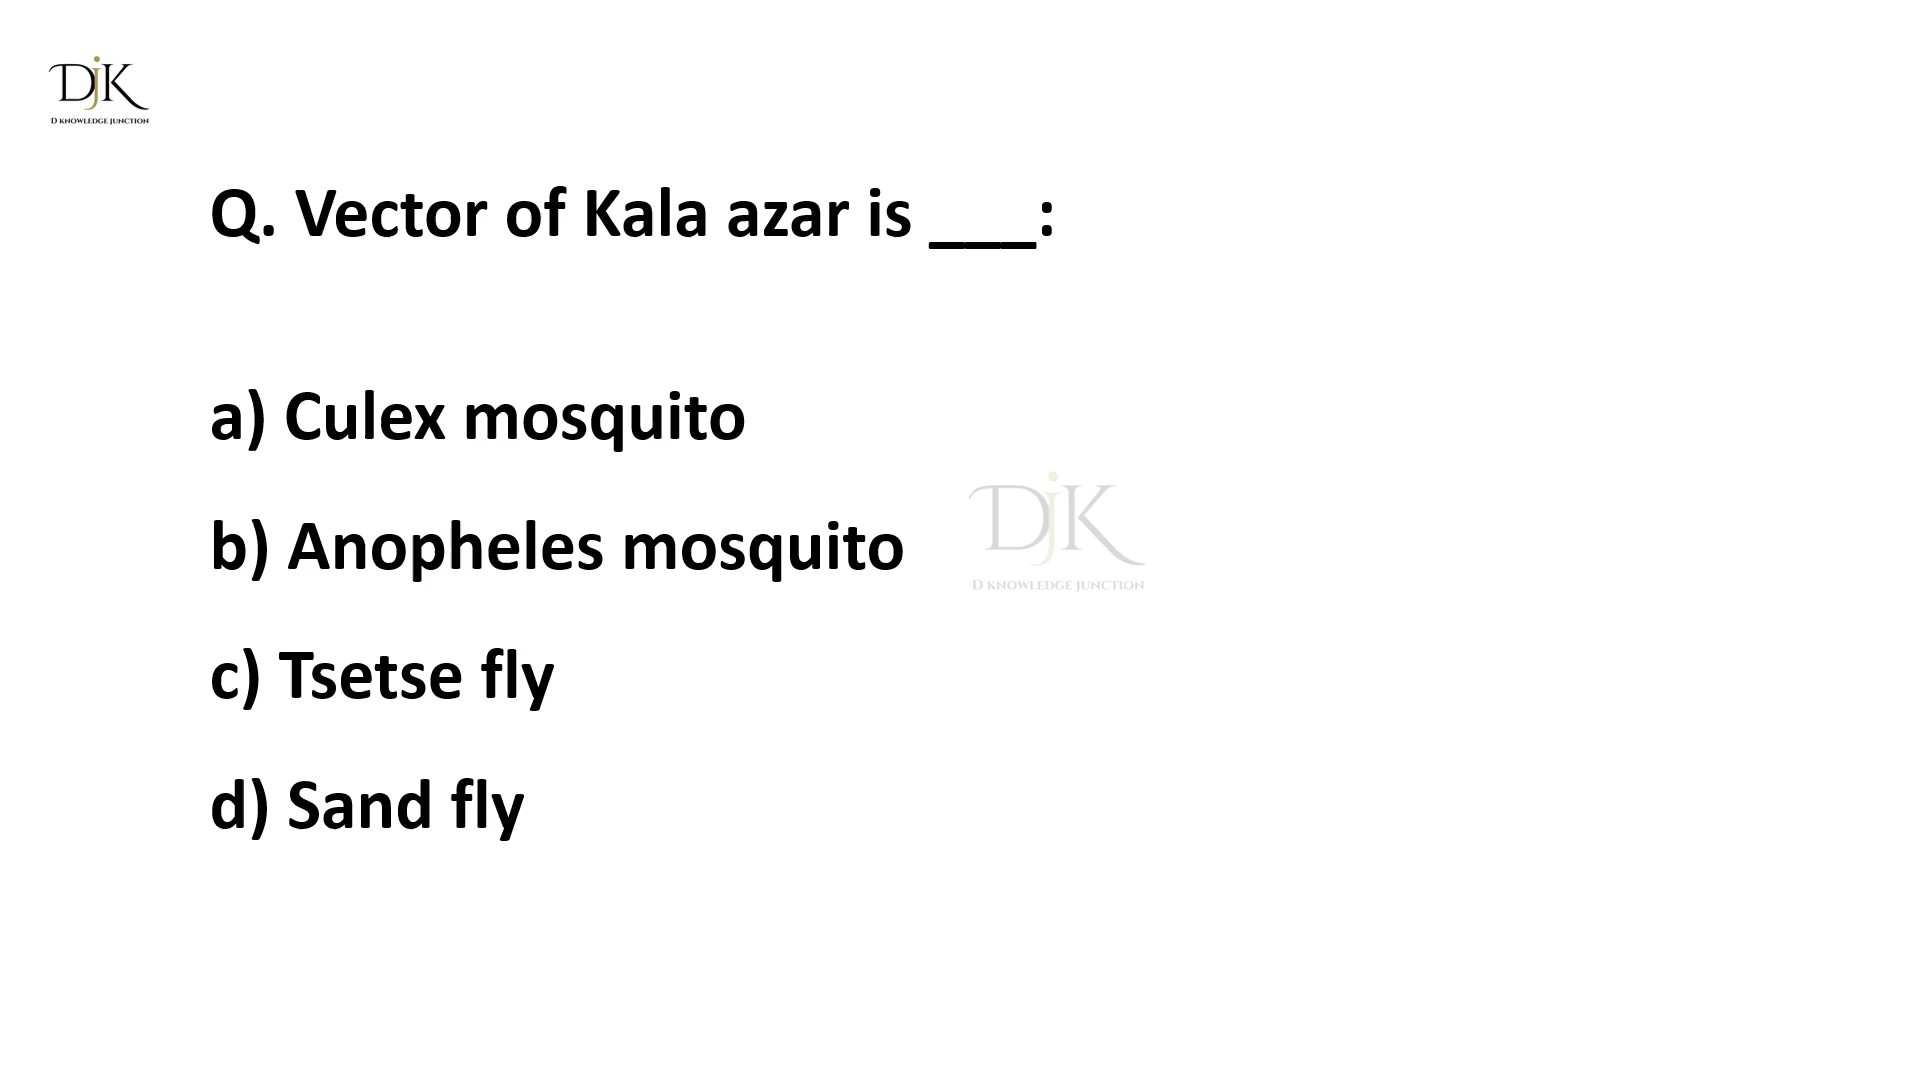 DjK
D KNOWLEDGE JUNCTION
Q. Vector of Kala azar is ___:
a) Culex mosquito
b) Anopheles mosquito
DjK
D KNOWLEDGE JUNCTION
c) Tsetse fly
d) Sand fly